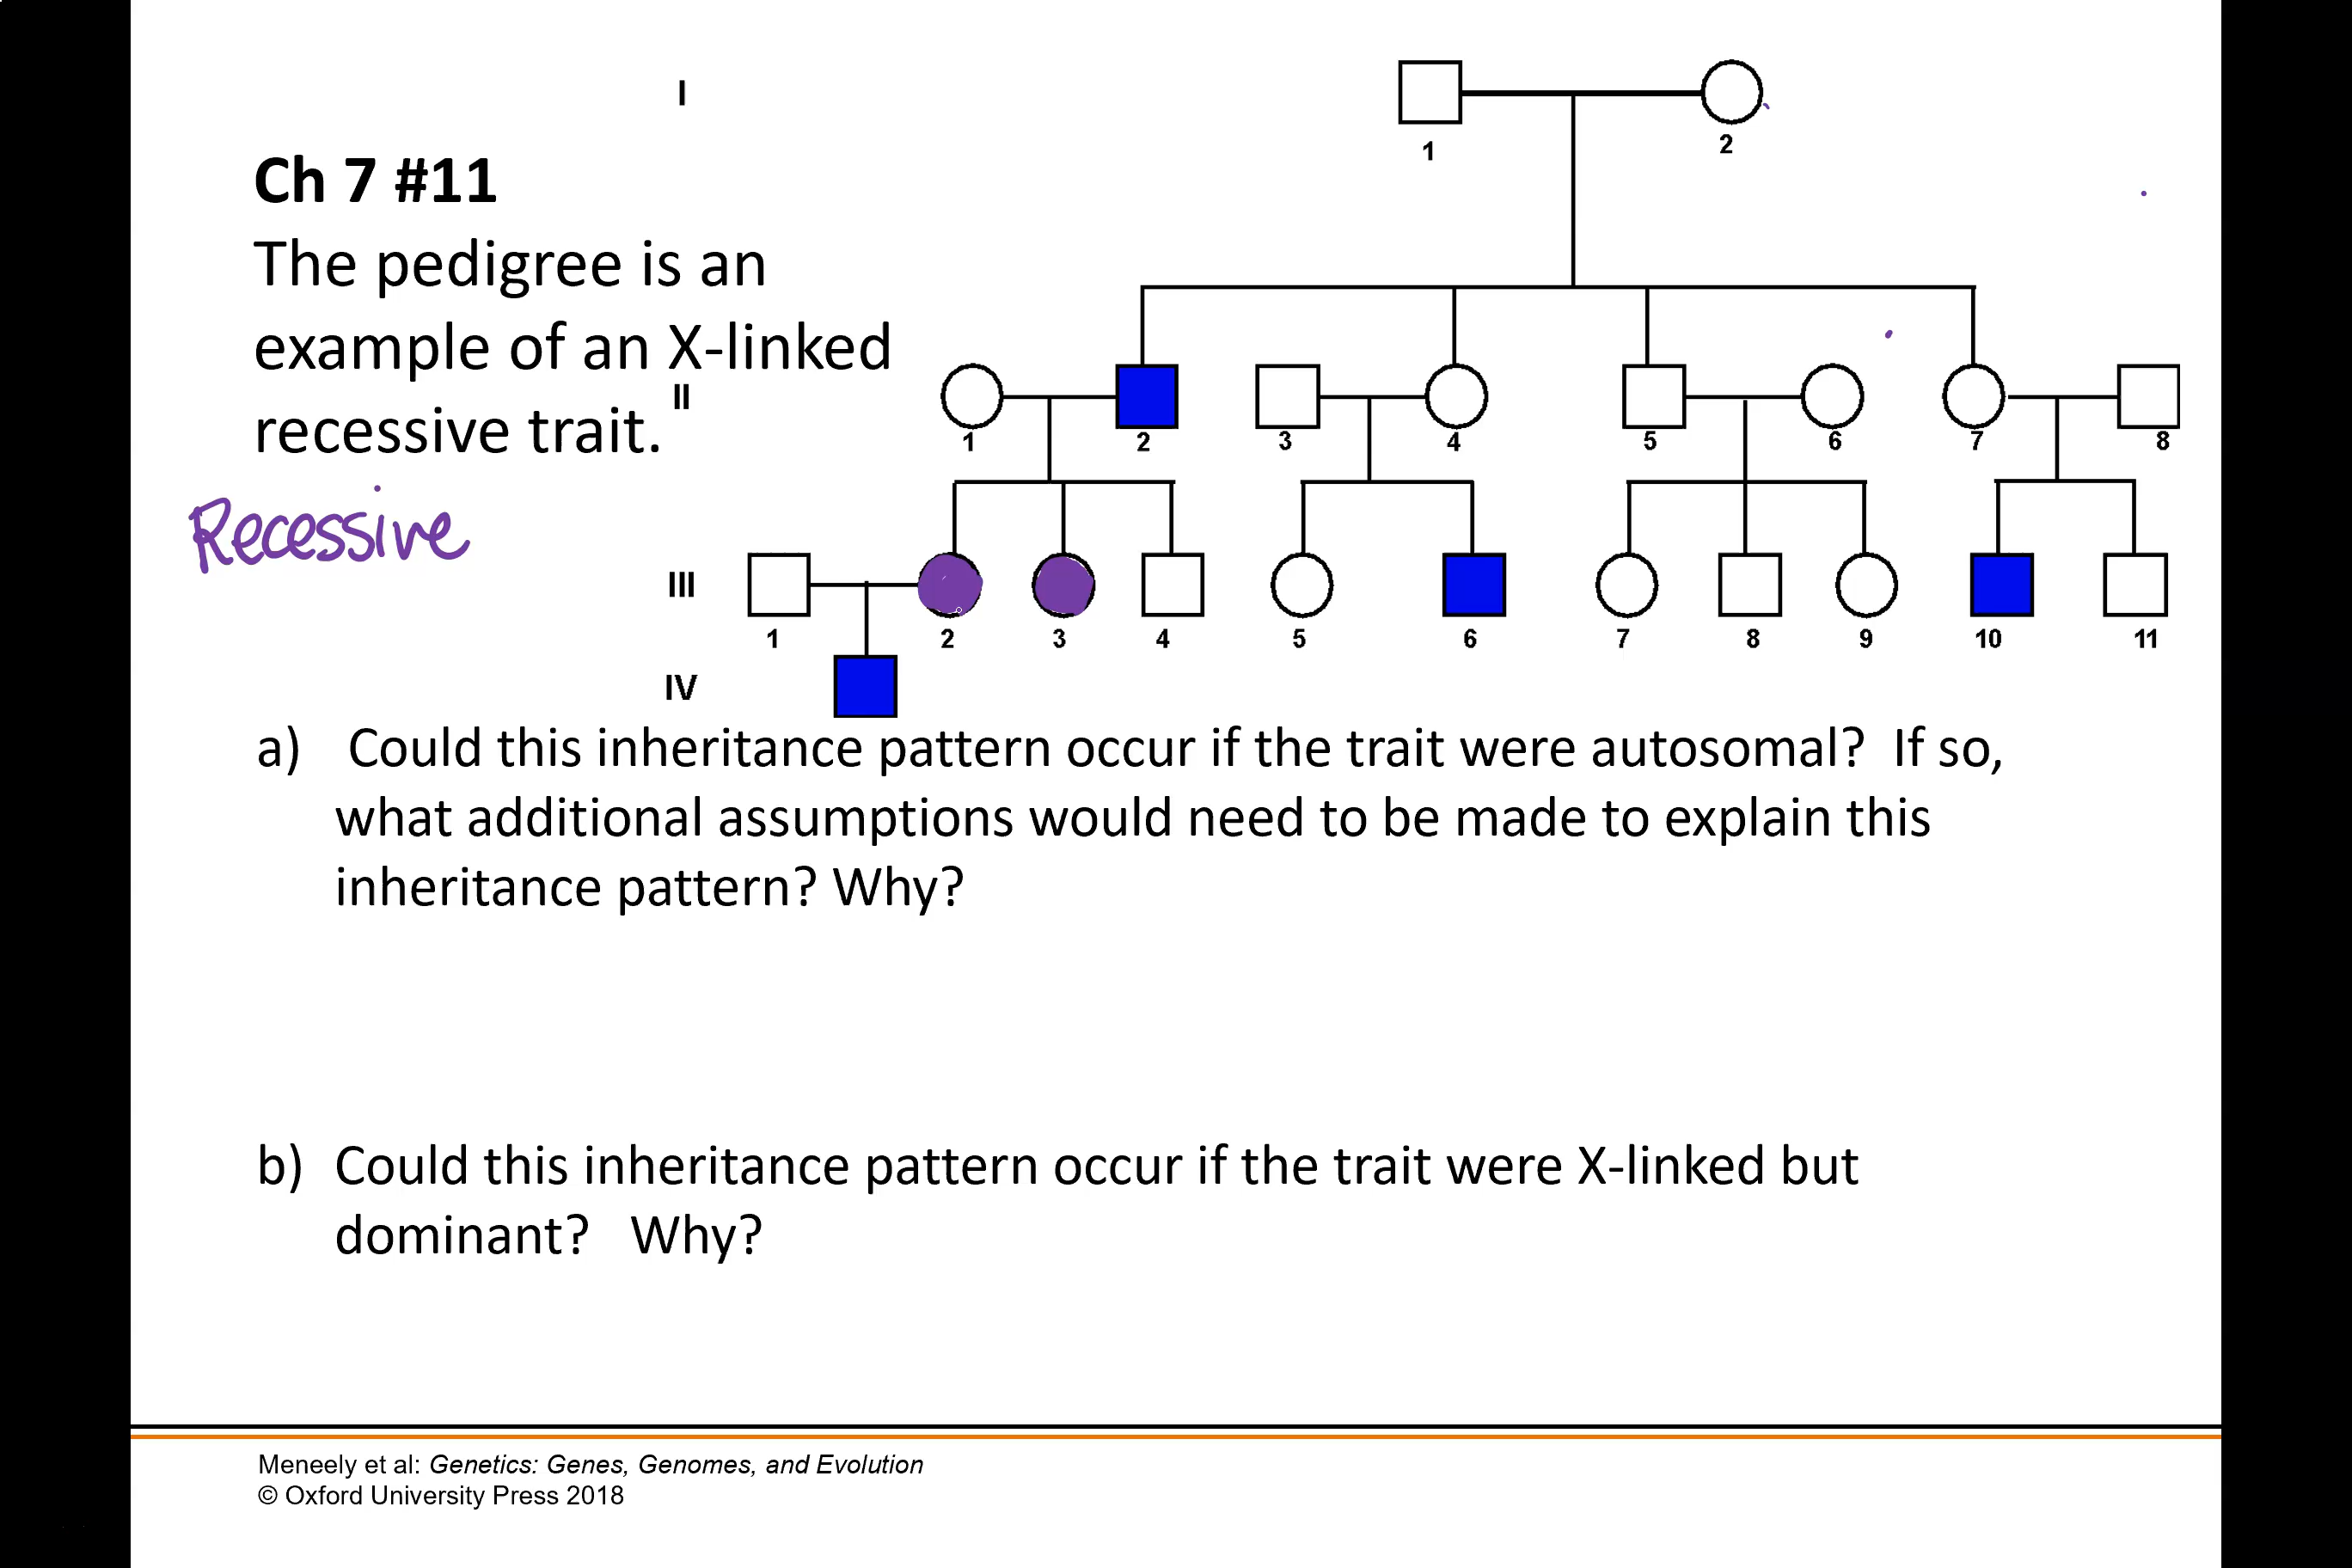 I
1
2
Ch 7 #11
The pedigree is an
example of an X-linked
II
recessive trait.
1 2 3 4 5 6 7 8
Recessive
III
1 2 3 4 5 6 7 8 9 10 11
IV
a) Could this inheritance pattern occur if the trait were autosomal? If so,
what additional assumptions would need to be made to explain this
inheritance pattern? Why?
b) Could this inheritance pattern occur if the trait were X-linked but
dominant? Why?
Meneely et al: Genetics: Genes, Genomes, and Evolution
© Oxford University Press 2018